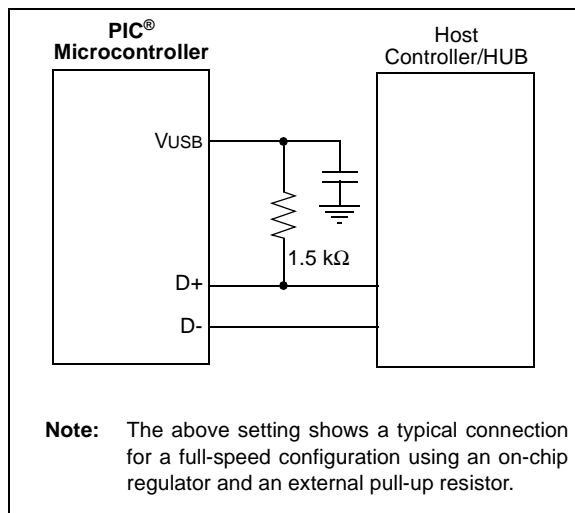 PIC®
Microcontroller
Host
Controller/HUB
VUSB
1.5 kΩ
D+
D-
Note: The above setting shows a typical connection
for a full-speed configuration using an on-chip
regulator and an external pull-up resistor.